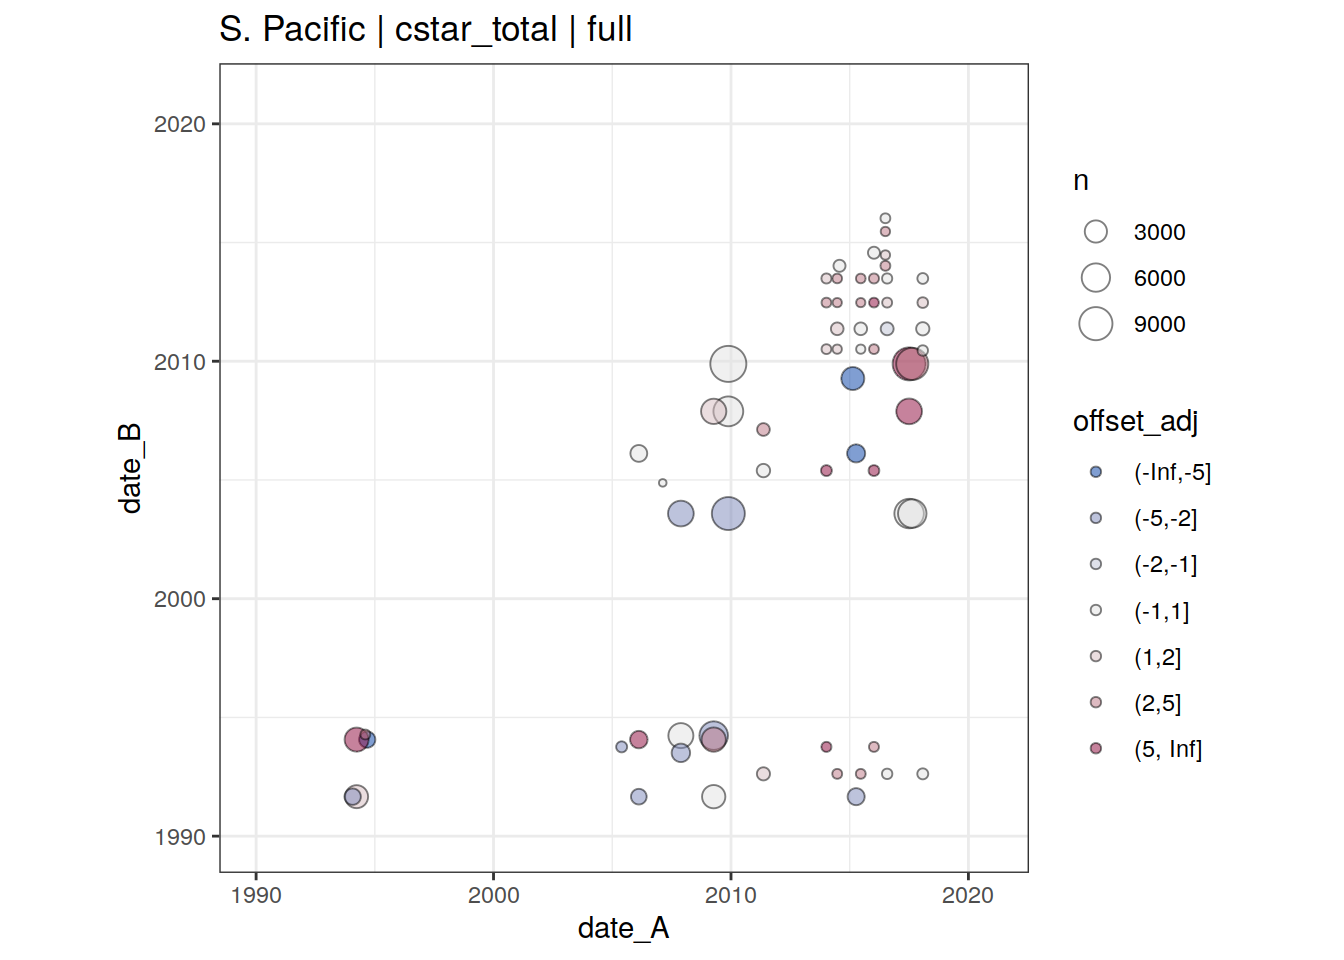 S. Pacific | cstar_total | full
2020
2010
2000
1990
date_B
1990
2000
2010
2020
date_A
n
3000
6000
9000
offset_adj
(-Inf,-5]
(-5,-2]
(-2,-1]
(-1,1]
(1,2]
(2,5]
(5, Inf]